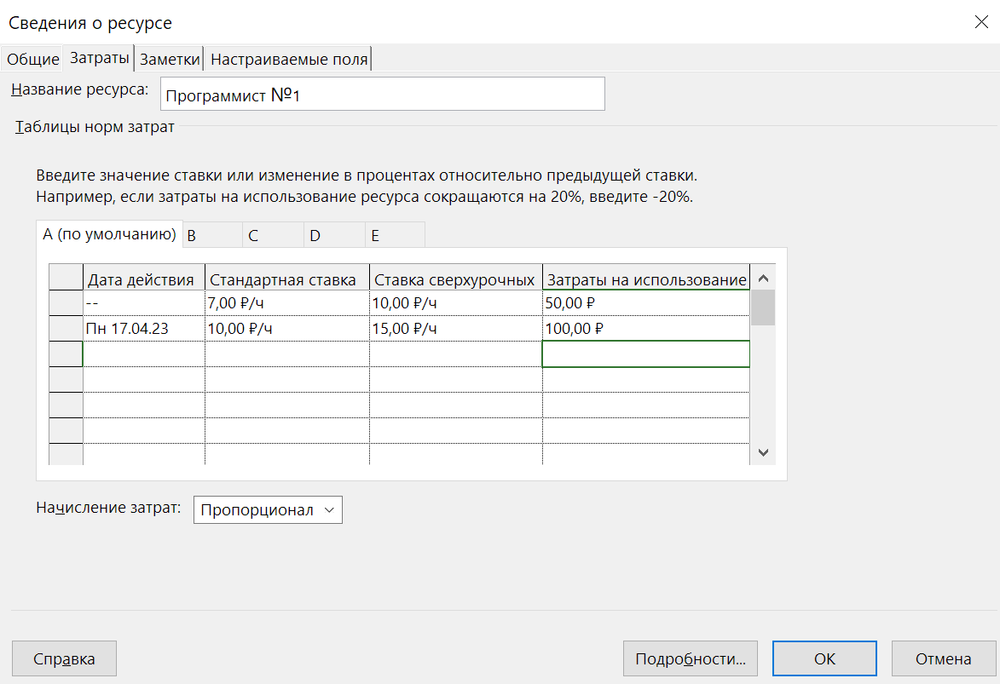 Сведения о ресурсе
Общие Затраты Заметки Настраиваемые поля
Название ресурса: Программист №1
Таблицы норм затрат
Введите значение ставки или изменение в процентах относительно предыдущей ставки.
Например, если затраты на использование ресурса сокращаются на 20%, введите -20%.
A (по умолчанию) B C D E
Дата действия Стандартная ставка Ставка сверхурочных Затраты на использование
-- 7,00 ₽/ч 10,00 ₽/ч 50,00 ₽
Пн 17.04.23 10,00 ₽/ч 15,00 ₽/ч 100,00 ₽
Начисление затрат: Пропорционал
Справка Подробности... ОК Отмена